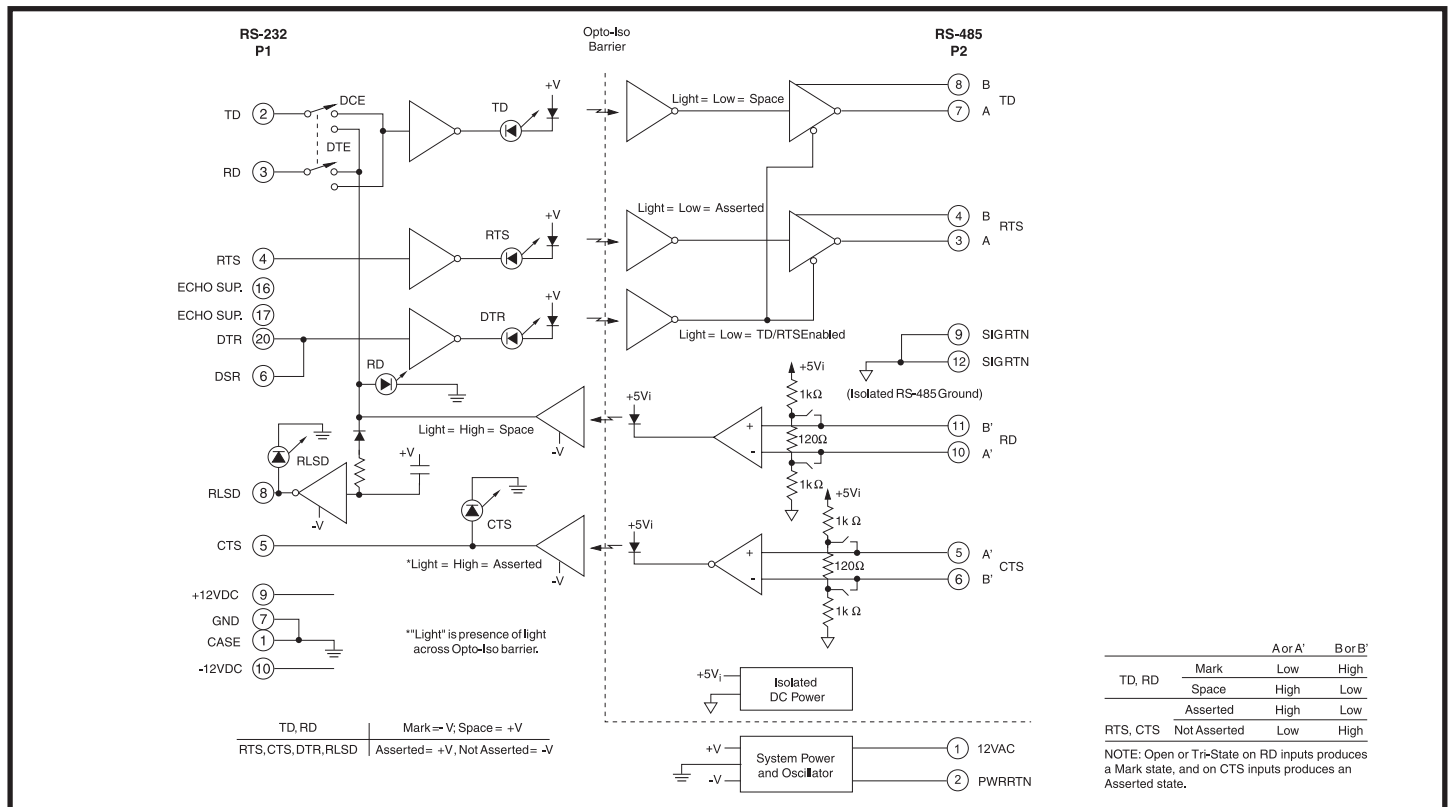 RS-232
P1
Opto-Iso
Barrier
RS-485
P2
TD 2
DCE
DTE
RD 3
TD
+V
Light = Low = Space
8 B
TD
7 A
RTS 4
RTS
+V
Light = Low = Asserted
4 B
RTS
3 A
ECHO SUP. 16
ECHO SUP. 17
DTR 20
DSR 6
DTR
+V
Light = Low = TD/RTSEnabled
9 SIGRTN
12 SIGRTN
(Isolated RS-485 Ground)
RD
Light = High = Space
-V
+5Vi
+
-
+5Vi
1kΩ
120Ω
1kΩ
11 B'
RD
10 A'
RLSD
+V
RLSD 8
-V
CTS
CTS 5
*Light = High = Asserted
-V
+5Vi
+
-
+5Vi
1k Ω
120Ω
1k Ω
5 A'
CTS
6 B'
+12VDC 9
GND 7
CASE 1
-12VDC 10
*"Light" is presence of light
across Opto-Iso barrier.
+5Vi
Isolated
DC Power
TD, RD Mark = - V; Space = +V
RTS, CTS, DTR, RLSD Asserted = +V, Not Asserted = -V
+V
-V
System Power
and Oscillator
1 12VAC
2 PWRRTN
A or A' B or B'
TD, RD
Mark Low High
Space High Low
RTS, CTS
Asserted High Low
Not Asserted Low High
NOTE: Open or Tri-State on RD inputs produces
a Mark state, and on CTS inputs produces an
Asserted state.